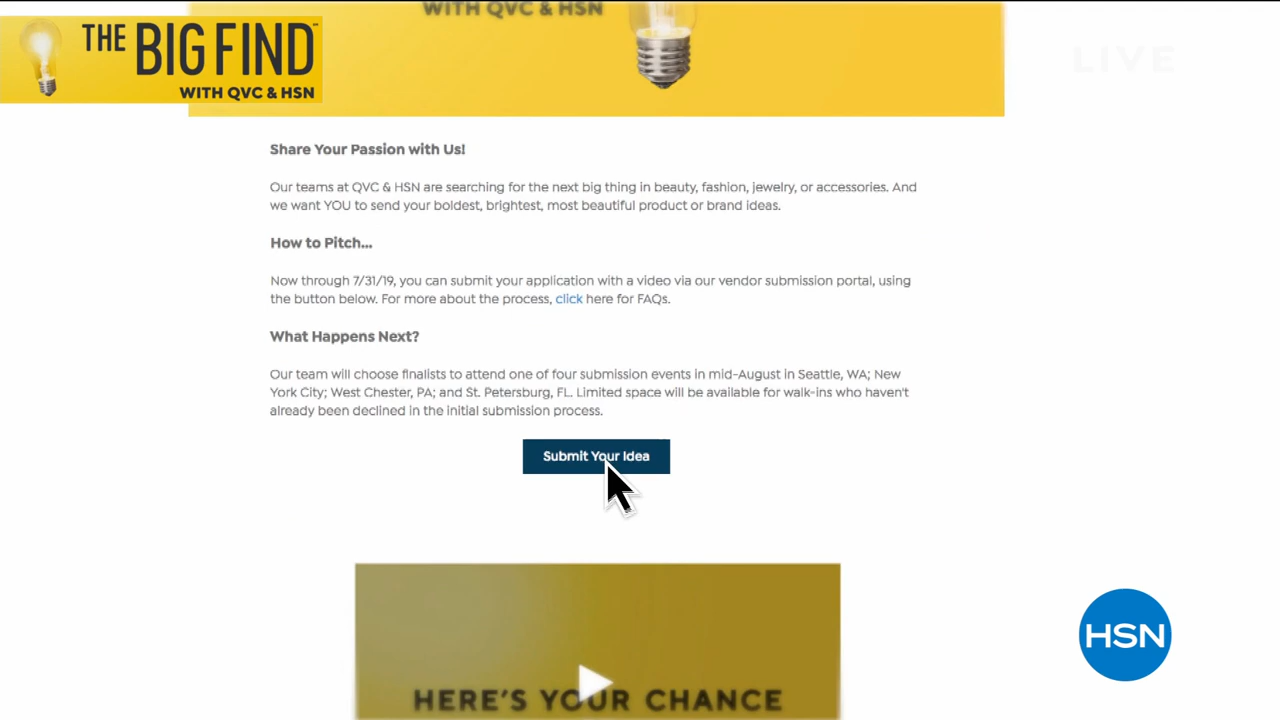 WITH QVC & HSN
THE BIG FIND℠
WITH QVC & HSN
LIVE
Share Your Passion with Us!
Our teams at QVC & HSN are searching for the next big thing in beauty, fashion, jewelry, or accessories. And
we want YOU to send your boldest, brightest, most beautiful product or brand ideas.
How to Pitch...
Now through 7/31/19, you can submit your application with a video via our vendor submission portal, using
the button below. For more about the process, click here for FAQs.
What Happens Next?
Our team will choose finalists to attend one of four submission events in mid-August in Seattle, WA; New
York City; West Chester, PA; and St. Petersburg, FL. Limited space will be available for walk-ins who haven't
already been declined in the initial submission process.
Submit Your Idea
HERE'S YOUR CHANCE
HSN